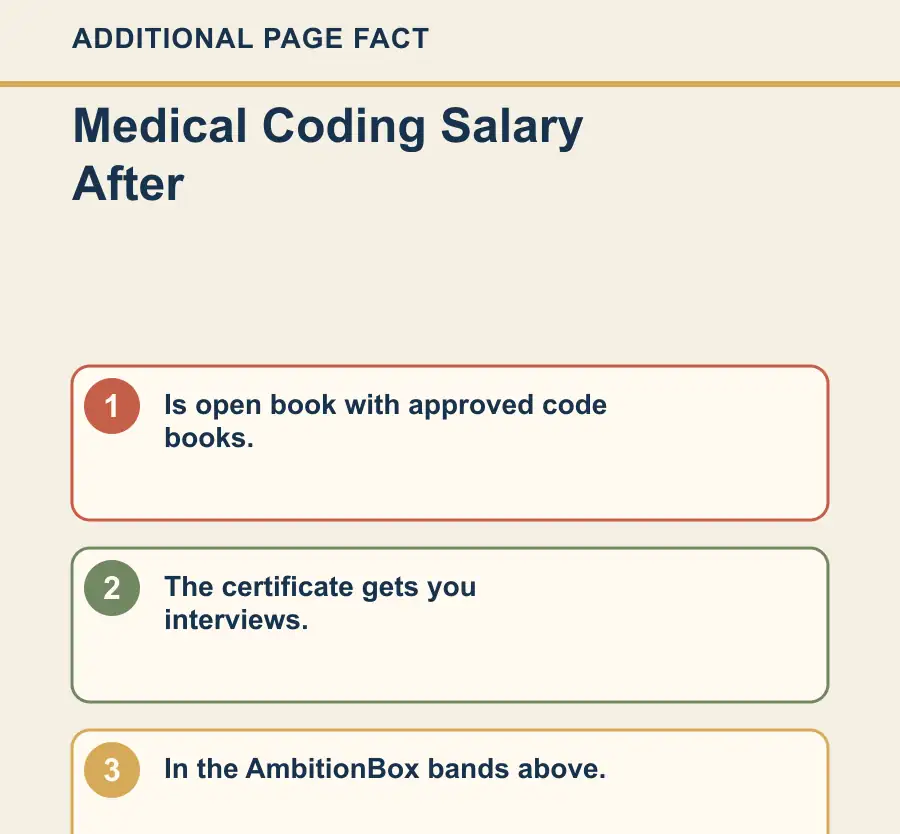 ADDITIONAL PAGE FACT
Medical Coding Salary
After
1
Is open book with approved code
books.
2
The certificate gets you
interviews.
3
In the AmbitionBox bands above.